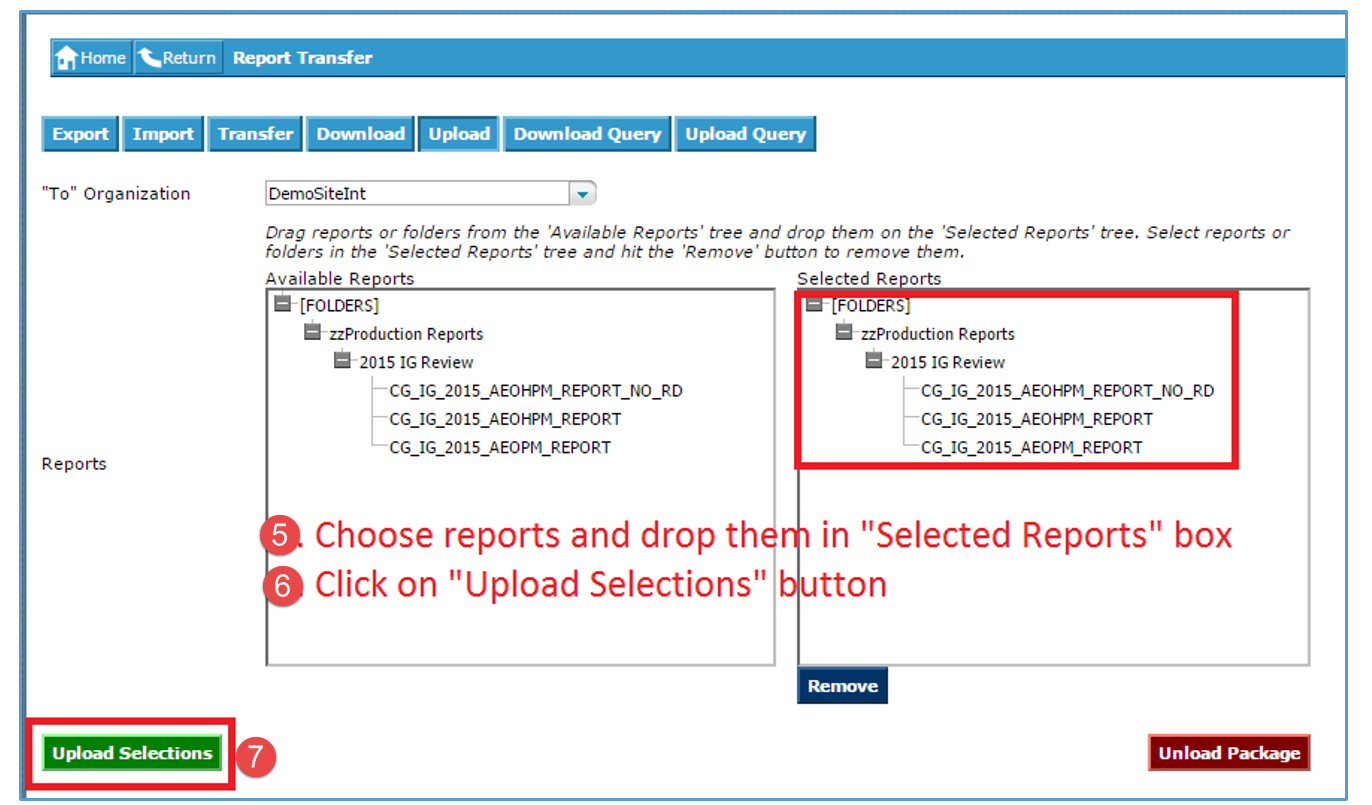 Home Return Report Transfer
Export Import Transfer Download Upload Download Query Upload Query
"To" Organization DemoSiteInt
Drag reports or folders from the 'Available Reports' tree and drop them on the 'Selected Reports' tree. Select reports or
folders in the 'Selected Reports' tree and hit the 'Remove' button to remove them.
Available Reports
[FOLDERS]
zzProduction Reports
2015 IG Review
CG_IG_2015_AEOHPM_REPORT_NO_RD
CG_IG_2015_AEOHPM_REPORT
CG_IG_2015_AEOPM_REPORT
Selected Reports
[FOLDERS]
zzProduction Reports
2015 IG Review
CG_IG_2015_AEOHPM_REPORT_NO_RD
CG_IG_2015_AEOHPM_REPORT
CG_IG_2015_AEOPM_REPORT
Reports
5. Choose reports and drop them in "Selected Reports" box
6 Click on "Upload Selections" button
Remove
Upload Selections 7
Unload Package